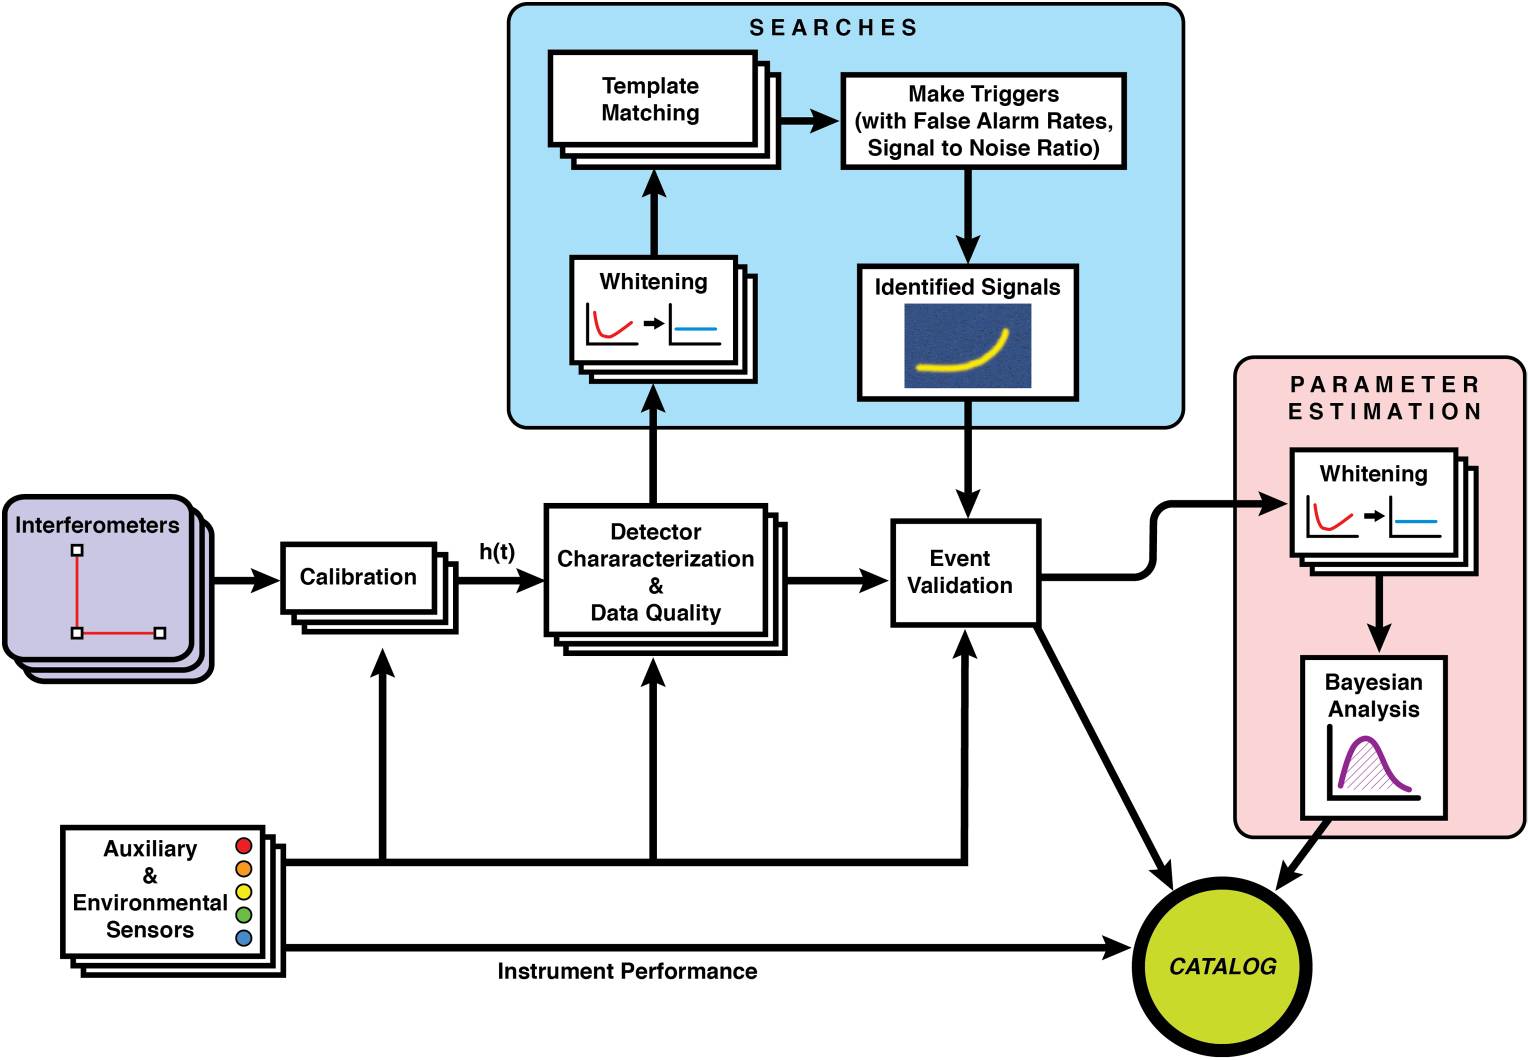 SEARCHES
Template
Matching
Make Triggers
(with False Alarm Rates,
Signal to Noise Ratio)
Whitening
Identified Signals
PARAMETER
ESTIMATION
Whitening
Interferometers
Calibration
h(t)
Detector
Chararacterization
&
Data Quality
Event
Validation
Bayesian
Analysis
Auxiliary
&
Environmental
Sensors
Instrument Performance
CATALOG